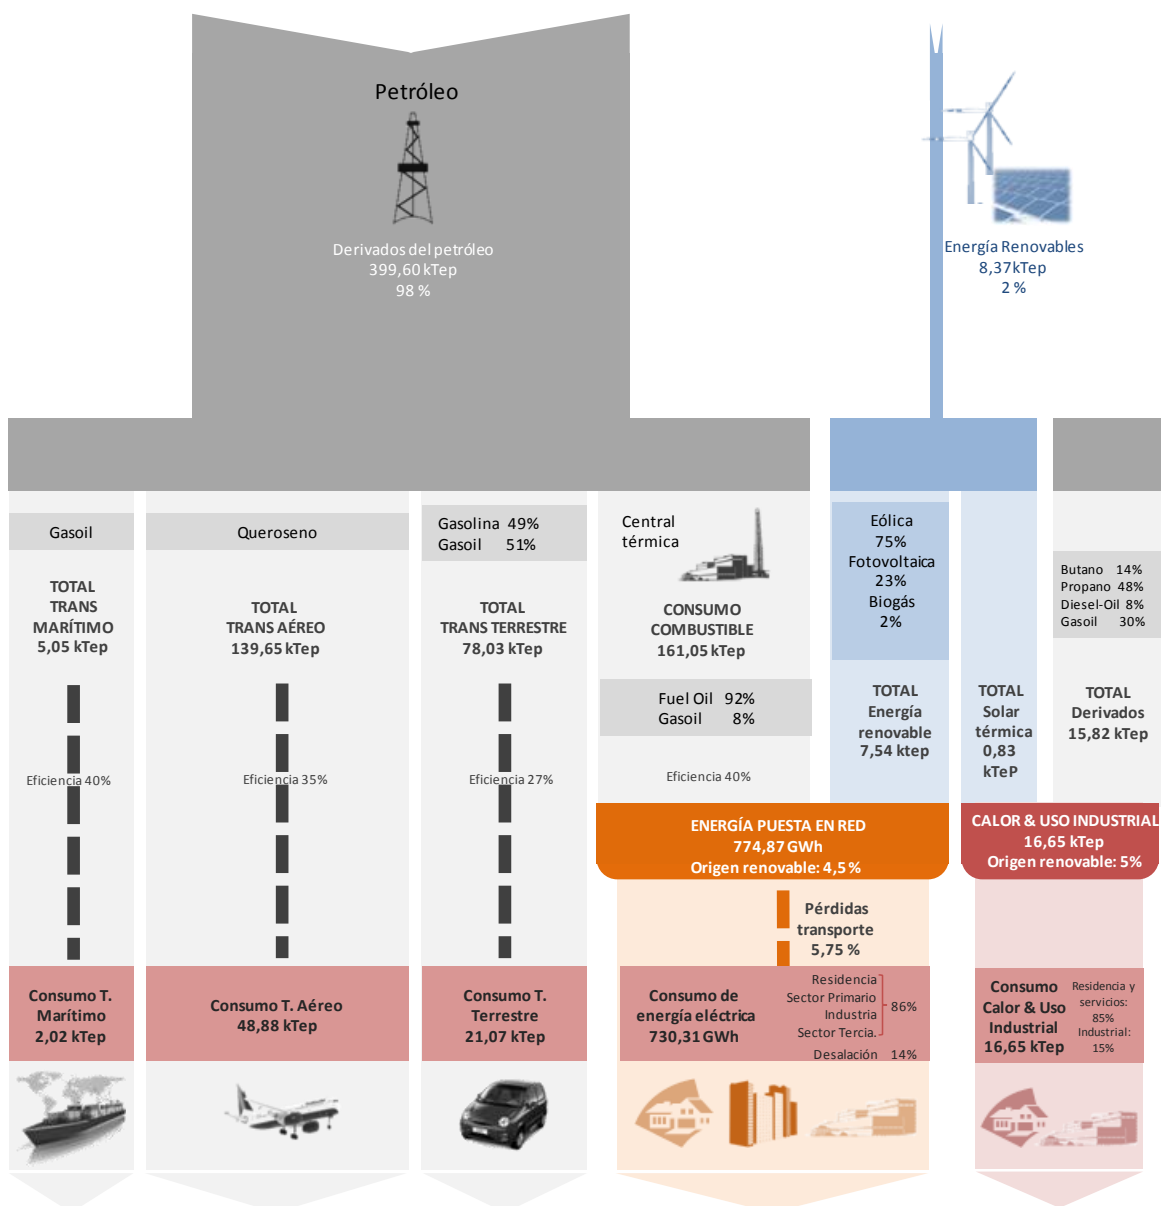 Petróleo
Derivados del petróleo
399,60 kTep
98 %
Energía Renovables
8,37kTep
2 %
Gasoil
TOTAL
TRANS
MARÍTIMO
5,05 kTep
Eficiencia 40%
Consumo T.
Marítimo
2,02 kTep
Queroseno
TOTAL
TRANS AÉREO
139,65 kTep
Eficiencia 35%
Consumo T. Aéreo
48,88 kTep
Gasolina 49%
Gasoil 51%
TOTAL
TRANS TERRESTRE
78,03 kTep
Eficiencia 27%
Consumo T.
Terrestre
21,07 kTep
Central
térmica
CONSUMO
COMBUSTIBLE
161,05 kTep
Fuel Oil 92%
Gasoil 8%
Eficiencia 40%
Eólica
75%
Fotovoltaica
23%
Biogás
2%
TOTAL
Energía
renovable
7,54 ktep
TOTAL
Solar
térmica
0,83
kTeP
Butano 14%
Propano 48%
Diesel-Oil 8%
Gasoil 30%
TOTAL
Derivados
15,82 kTep
ENERGÍA PUESTA EN RED
774,87 GWh
Origen renovable: 4,5 %
Pérdidas
transporte
5,75 %
Consumo de
energía eléctrica
730,31 GWh
Residencia
Sector Primario
Industria
Sector Tercia.
86%
Desalación 14%
CALOR & USO INDUSTRIAL
16,65 kTep
Origen renovable: 5%
Consumo
Calor & Uso
Industrial
16,65 kTep
Residencia y
servicios:
85%
Industrial:
15%